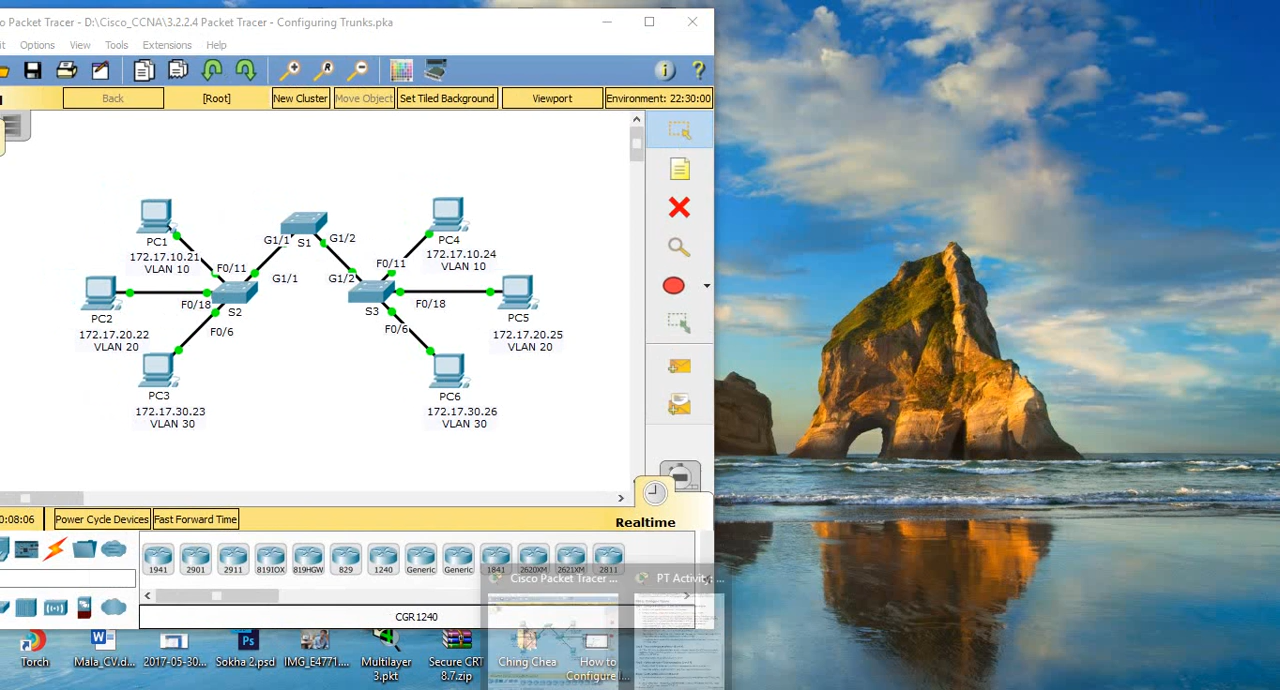 o Packet Tracer - D:\Cisco_CCNA\3.2.2.4 Packet Tracer - Configuring Trunks.pka
it Options View Tools Extensions Help
Back [Root] New Cluster Move Object Set Tiled Background Viewport Environment: 22:30:00
PC1
172.17.10.21
VLAN 10
F0/11
G1/1
S1
G1/2
PC4
172.17.10.24
VLAN 10
F0/11
G1/1
G1/2
PC2
172.17.20.22
VLAN 20
F0/18
S2
F0/6
S3
F0/18
F0/6
PC5
172.17.20.25
VLAN 20
PC3
172.17.30.23
VLAN 30
PC6
172.17.30.26
VLAN 30
0:08:06 Power Cycle Devices Fast Forward Time
Realtime
1941 2901 2911 819IOX 819HGW 829 1240 Generic Generic 1841 2620XM 2621XM 2811
CGR1240
Cisco Packet Tracer ... PT Activity: ...
Torch
Mala_CV.d...
2017-05-30...
Sokha 2.psd
IMG_E4771....
Multilayer
3.pkt
Secure CRT
8.7.zip
Ching Chea
How to
Configure